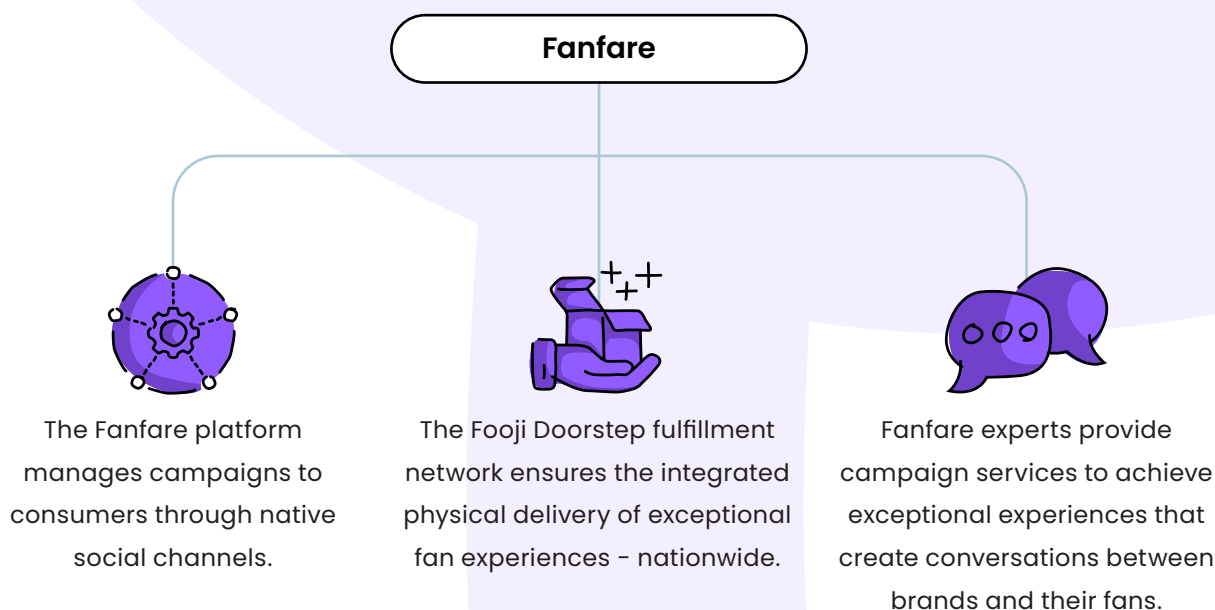 Fanfare
The Fanfare platform
manages campaigns to
consumers through native
social channels.
The Fooji Doorstep fulfillment
network ensures the integrated
physical delivery of exceptional
fan experiences - nationwide.
Fanfare experts provide
campaign services to achieve
exceptional experiences that
create conversations between
brands and their fans.